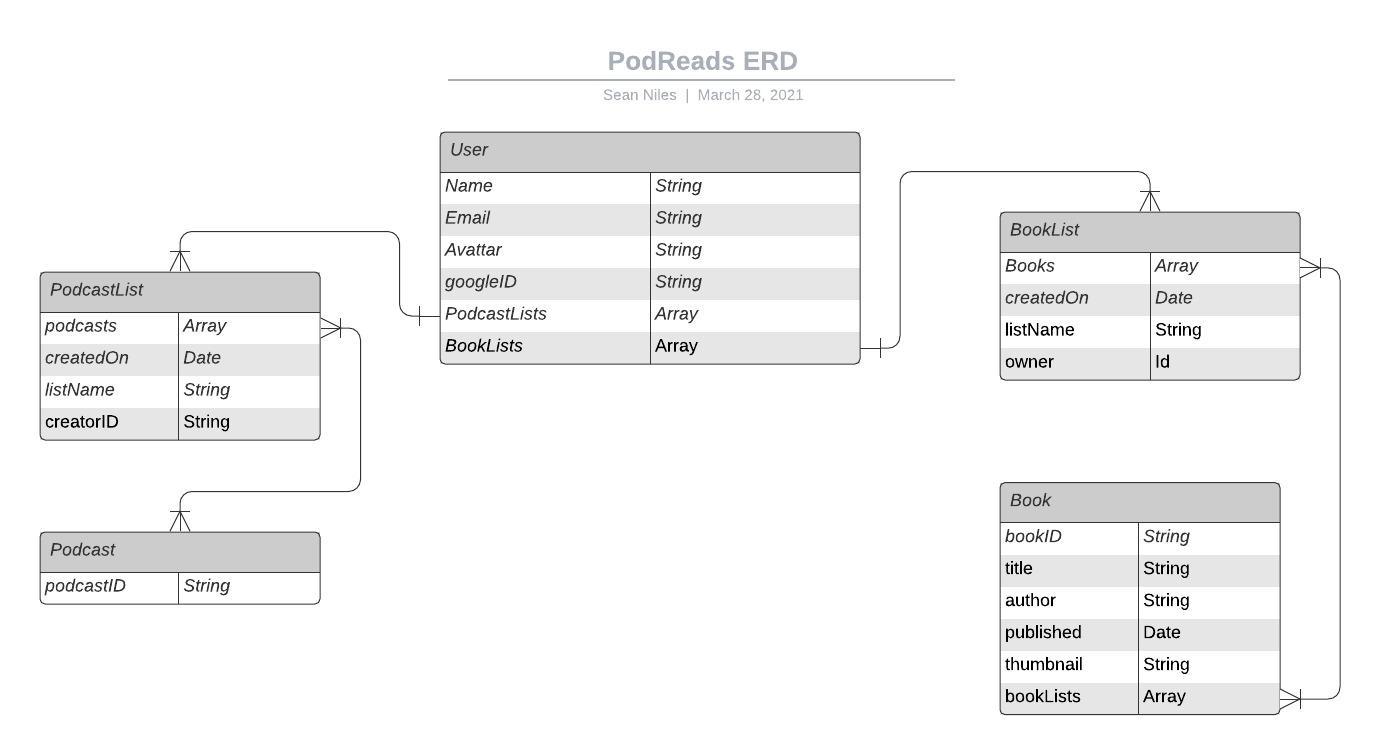 PodReads ERD
Sean Niles | March 28, 2021
User
Name String
Email String
Avattar String
googleID String
PodcastLists Array
BookLists Array
PodcastList
podcasts Array
createdOn Date
listName String
creatorID String
Podcast
podcastID String
BookList
Books Array
createdOn Date
listName String
owner Id
Book
bookID String
title String
author String
published Date
thumbnail String
bookLists Array